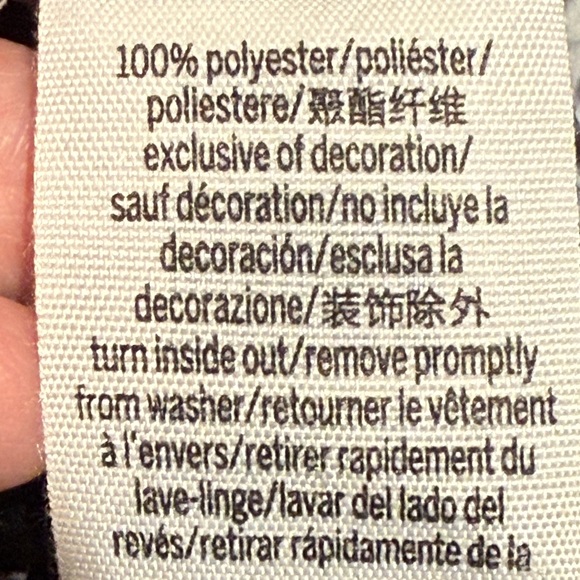 100% polyester/poliéster/
poliestere/聚酯纤维
exclusive of decoration/
sauf décoration/no incluye la
decoración/esclusa la
decorazione/装饰除外
turn inside out/remove promptly
from washer/retourner le vêtement
à l'envers/retirer rapidement du
lave-linge/lavar del lado del
revés/retirar rápidamente de la